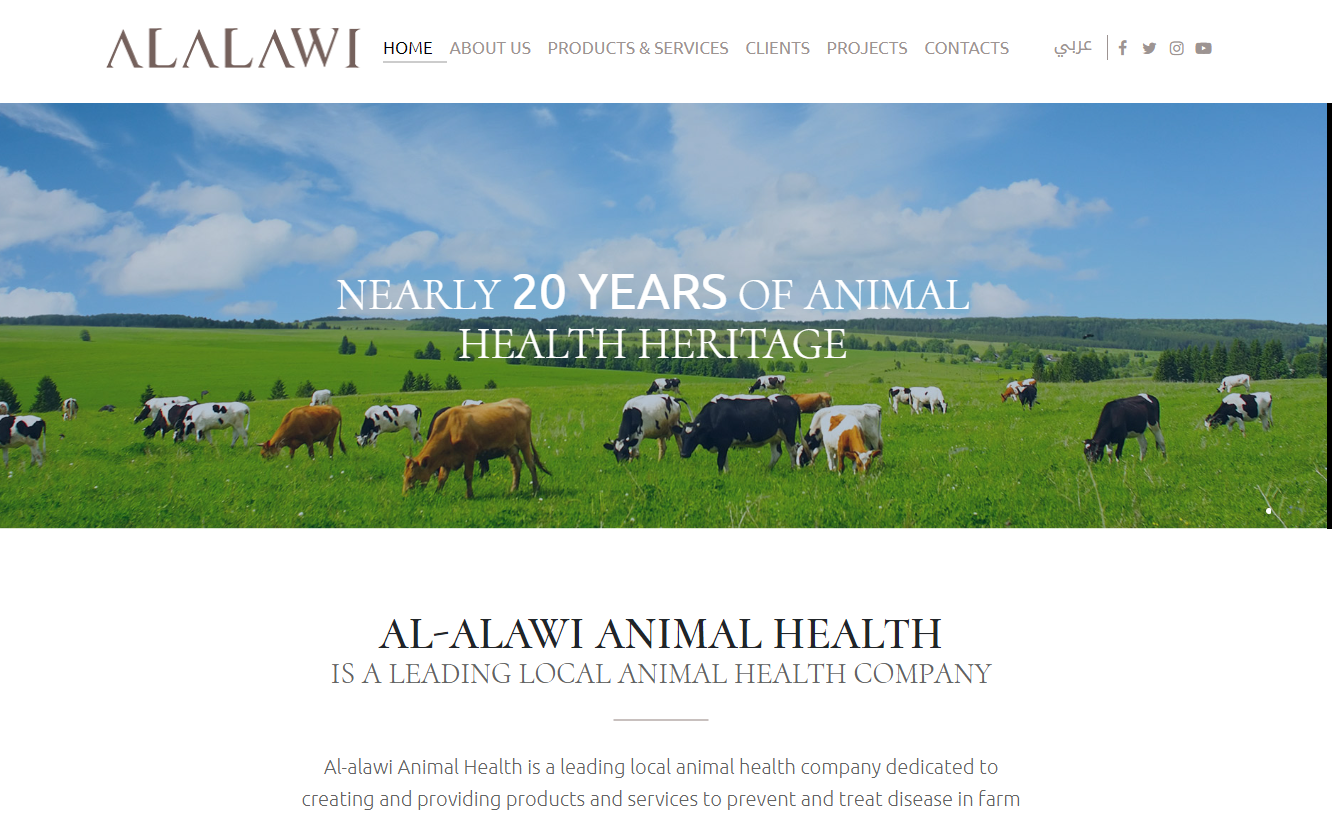 ALALAWI
HOME ABOUT US PRODUCTS & SERVICES CLIENTS PROJECTS CONTACTS عربي
NEARLY 20 YEARS OF ANIMAL
HEALTH HERITAGE
AL-ALAWI ANIMAL HEALTH
IS A LEADING LOCAL ANIMAL HEALTH COMPANY
Al-alawi Animal Health is a leading local animal health company dedicated to
creating and providing products and services to prevent and treat disease in farm